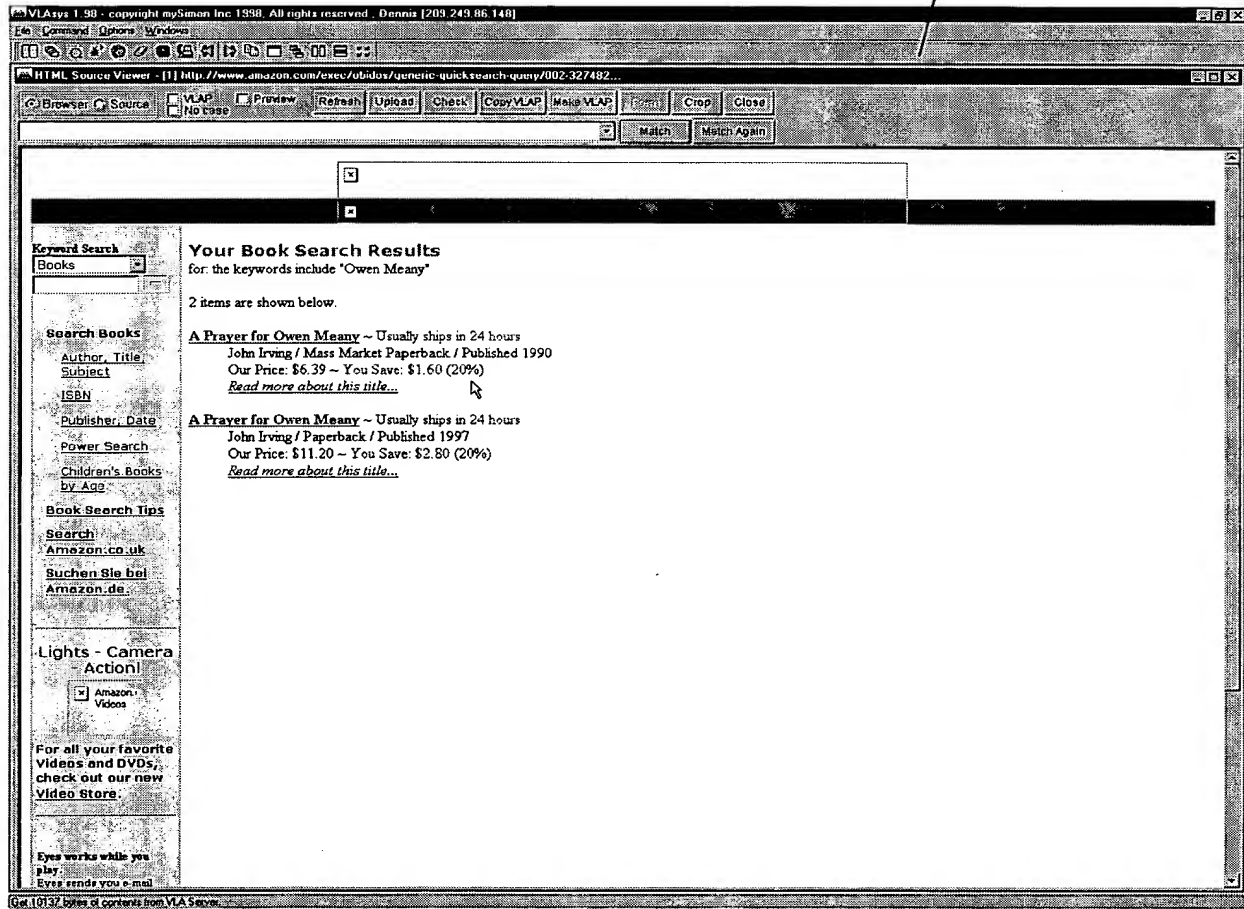 VLAsys 1.98 - copyright mySimon Inc 1998, All rights reserved , Dennis [209.249.86.148]
File Command Options Windows
HTML Source Viewer - [1] http://www.amazon.com/exec/obidos/generic-quicksearch-query/002-327482...
Browser Source VLAP No case Preview Refresh Upload Check Copy VLAP Make VLAP Form Crop Close
Match Match Again
Keyword Search
Books
Search Books
Author, Title,
Subject
ISBN
Publisher, Date
Power Search
Children's Books
by Age
Book Search Tips
Search
Amazon.co.uk
Suchen Sie bei
Amazon.de.
Lights - Camera
- Action!
Amazon.
Videos
For all your favorite
Videos and DVDs,
check out our new
Video Store.
Eyes works while you
play.
Eyes sends you e-mail
Your Book Search Results
for: the keywords include "Owen Meany"
2 items are shown below.
A Prayer for Owen Meany ~ Usually ships in 24 hours
John Irving / Mass Market Paperback / Published 1990
Our Price: $6.39 ~ You Save: $1.60 (20%)
Read more about this title...
A Prayer for Owen Meany ~ Usually ships in 24 hours
John Irving / Paperback / Published 1997
Our Price: $11.20 ~ You Save: $2.80 (20%)
Read more about this title...
Get 10137 bytes of contents from VLA Server.